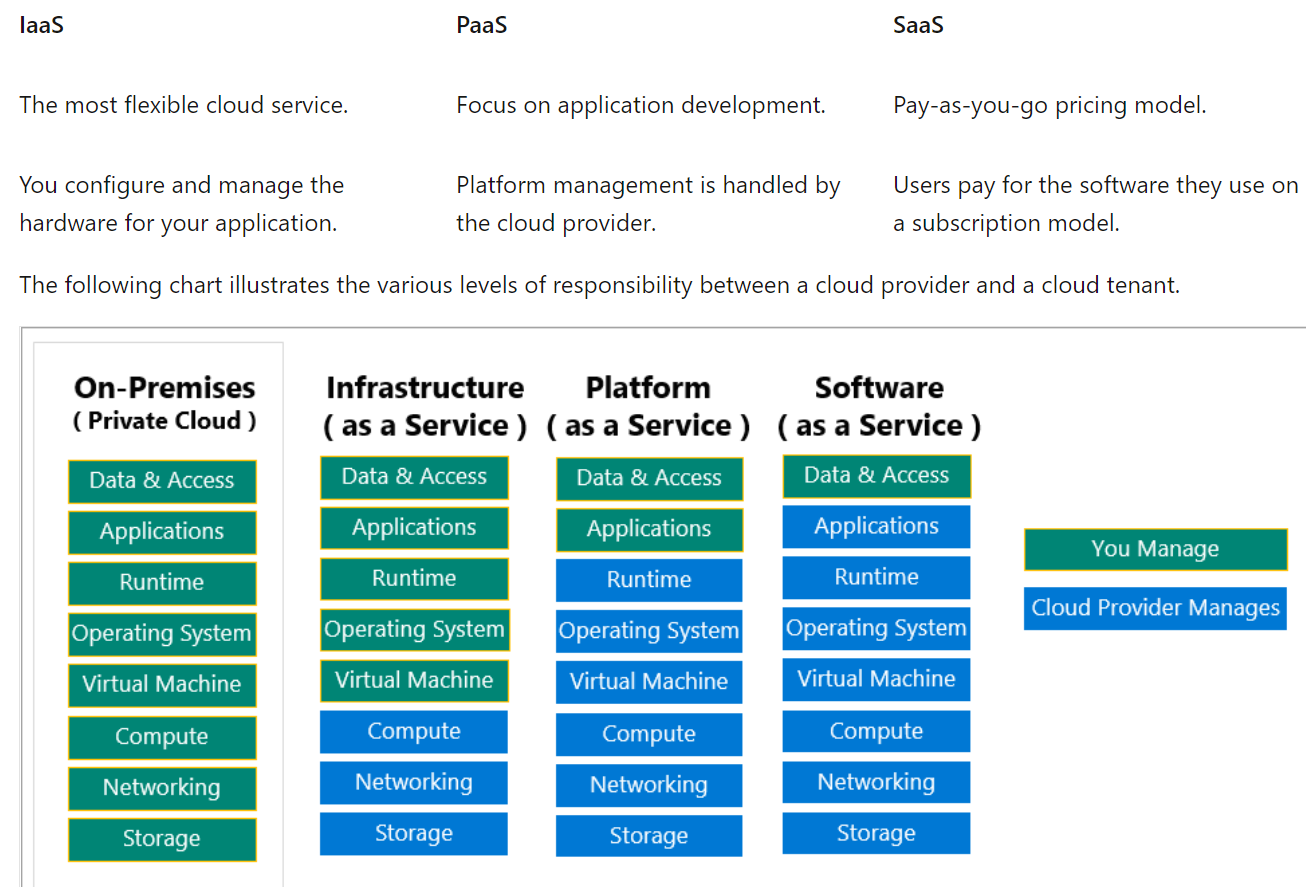 IaaS
PaaS
SaaS
The most flexible cloud service.
Focus on application development.
Pay-as-you-go pricing model.
You configure and manage the
hardware for your application.
Platform management is handled by
the cloud provider.
Users pay for the software they use on
a subscription model.
The following chart illustrates the various levels of responsibility between a cloud provider and a cloud tenant.
On-Premises
( Private Cloud )
Data & Access
Applications
Runtime
Operating System
Virtual Machine
Compute
Networking
Storage
Infrastructure
( as a Service )
Data & Access
Applications
Runtime
Operating System
Virtual Machine
Compute
Networking
Storage
Platform
( as a Service )
Data & Access
Applications
Runtime
Operating System
Virtual Machine
Compute
Networking
Storage
Software
( as a Service )
Data & Access
Applications
Runtime
Operating System
Virtual Machine
Compute
Networking
Storage
You Manage
Cloud Provider Manages